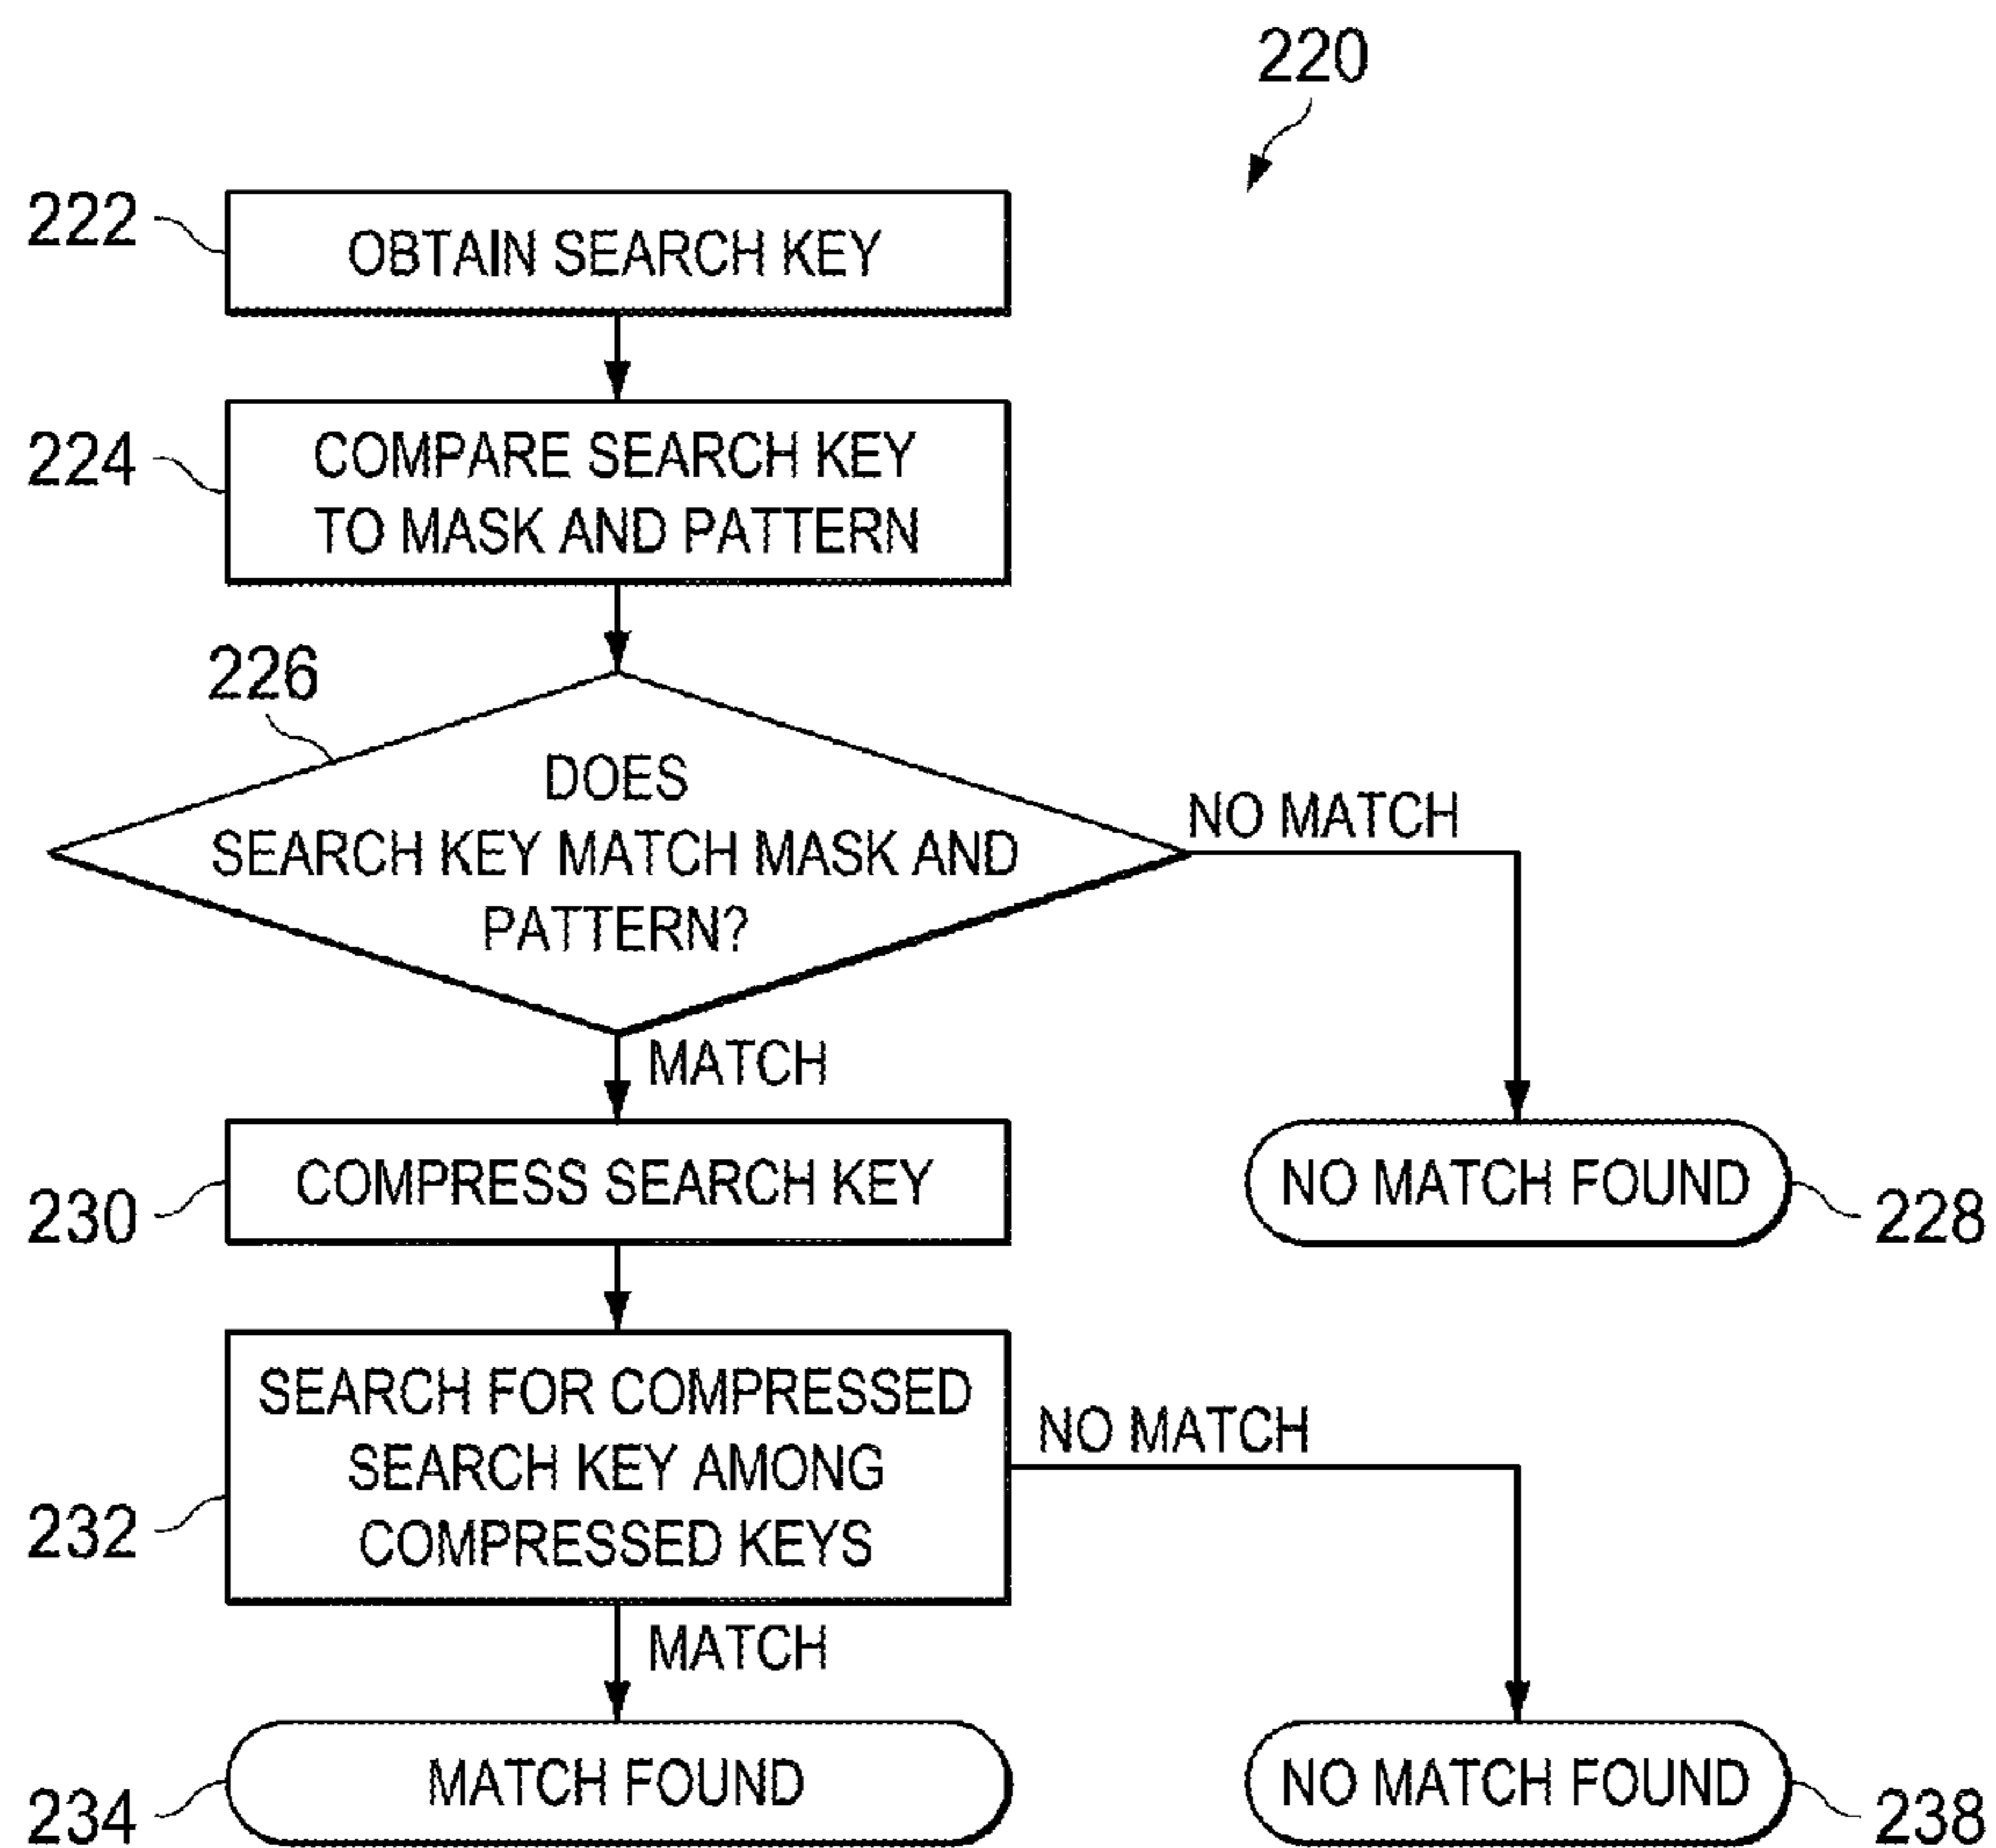 220
222
OBTAIN SEARCH KEY
224
COMPARE SEARCH KEY
TO MASK AND PATTERN
226
DOES
SEARCH KEY MATCH MASK AND
PATTERN?
NO MATCH
MATCH
230
COMPRESS SEARCH KEY
NO MATCH FOUND
228
232
SEARCH FOR COMPRESSED
SEARCH KEY AMONG
COMPRESSED KEYS
NO MATCH
MATCH
234
MATCH FOUND
NO MATCH FOUND
238